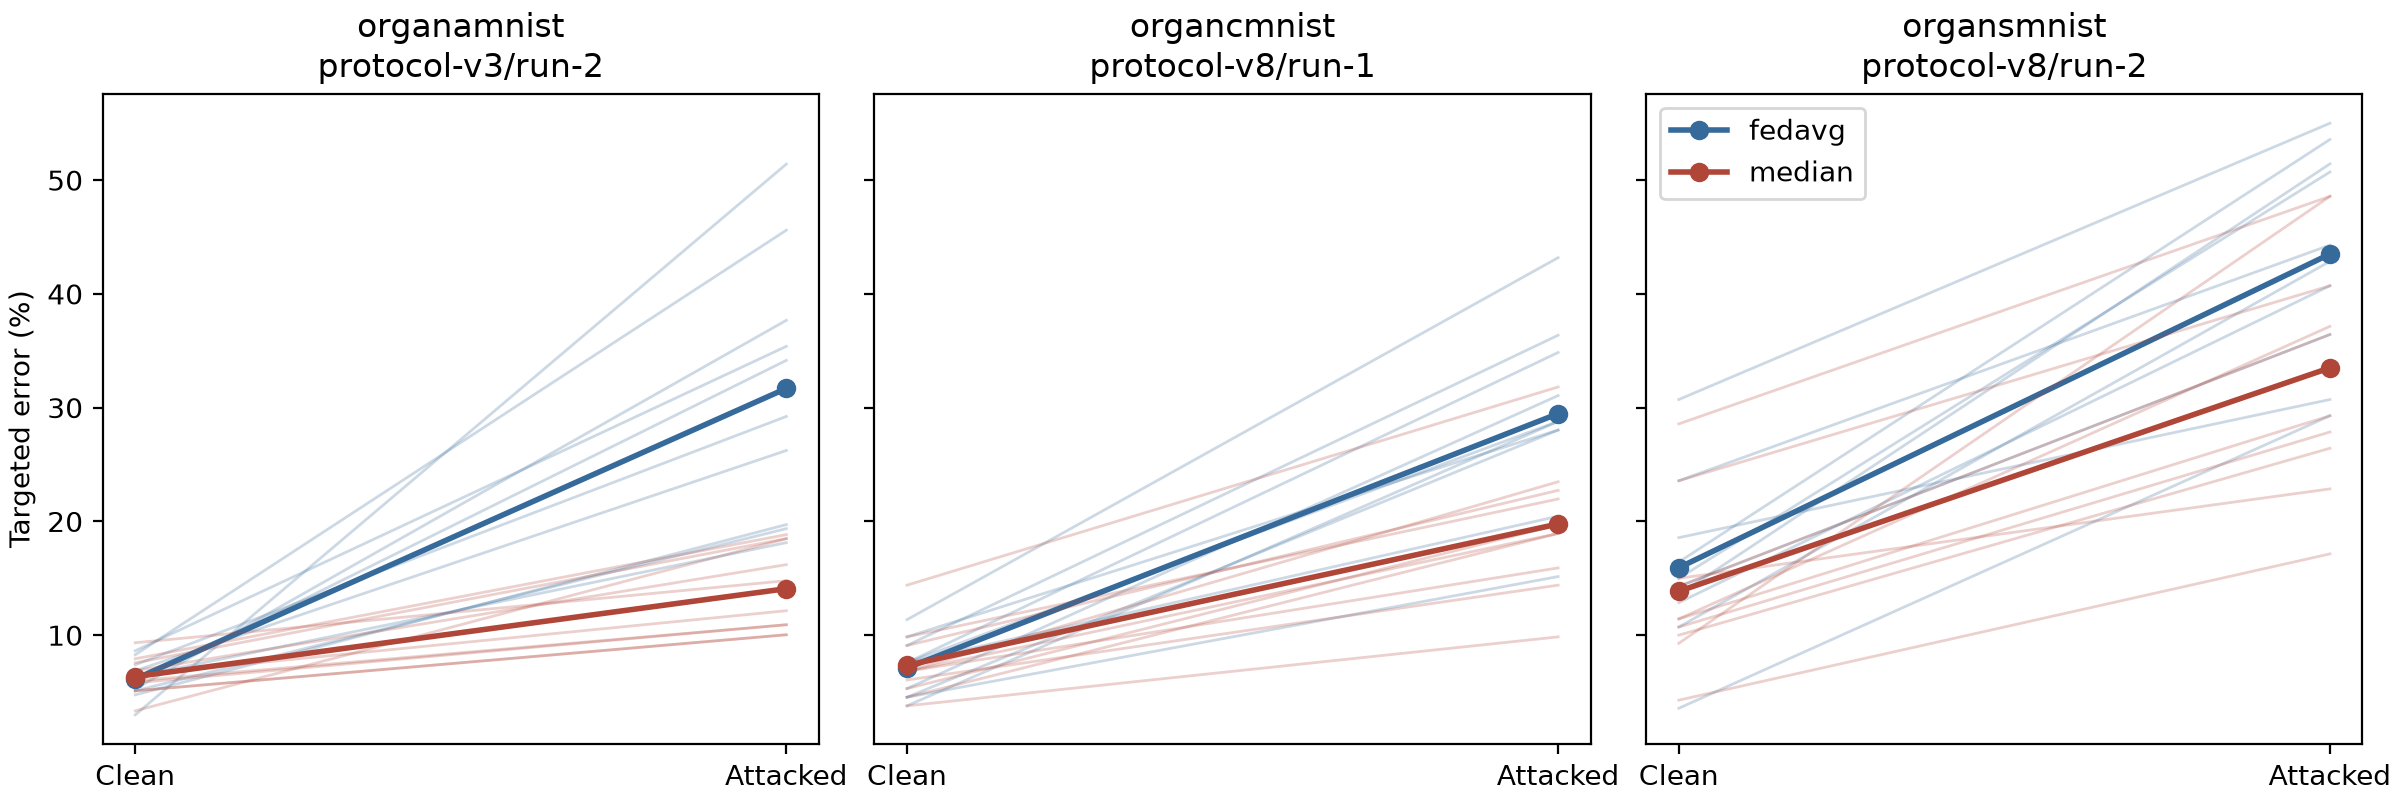 organamnist
protocol-v3/run-2
organcmnist
protocol-v8/run-1
organsmnist
protocol-v8/run-2
Targeted error (%)
50
40
30
20
10
fedavg
median
Clean
Attacked
Clean
Attacked
Clean
Attacked